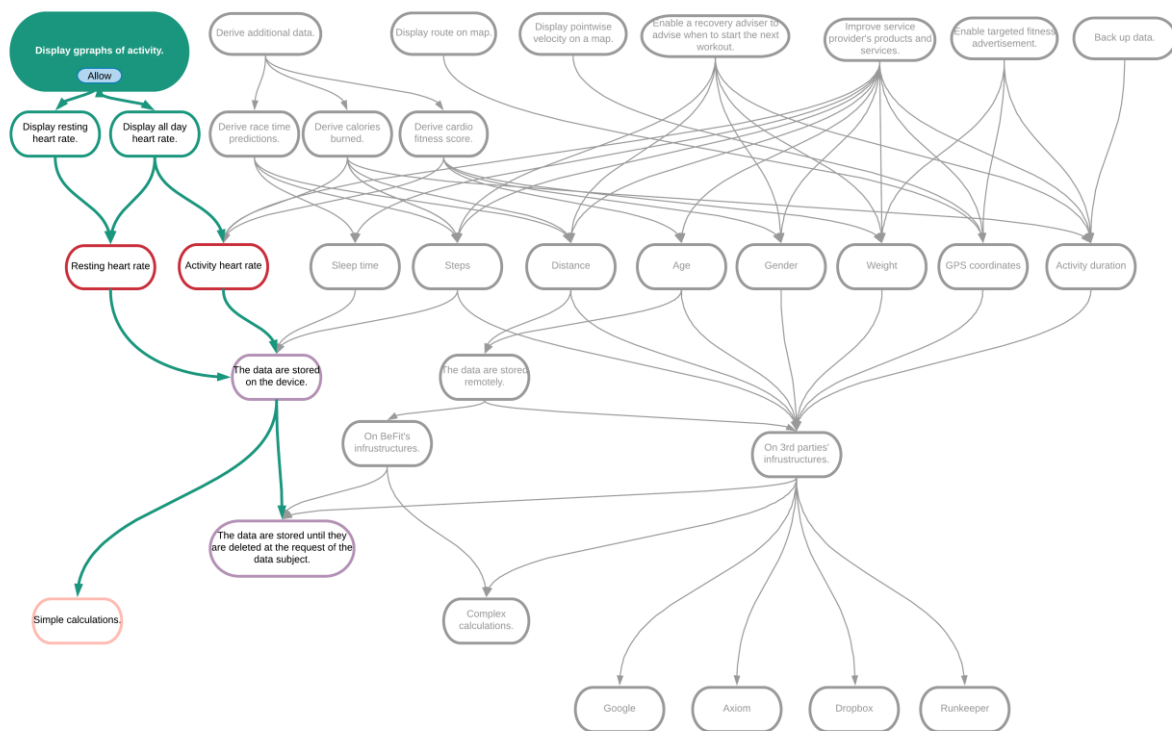 Display gpraphs of activity.
Allow
Derive additional data.
Display route on map.
Display pointwise
velocity on a map.
Enable a recovery adviser to
advise when to start the next
workout.
Improve service
provider's products and
services.
Enable targeted fitness
advertisement.
Back up data.
Display resting
heart rate.
Display all day
heart rate.
Derive race time
predictions.
Derive calories
burned.
Derive cardio
fitness score.
Resting heart rate
Activity heart rate
Sleep time
Steps
Distance
Age
Gender
Weight
GPS coordinates
Activity duration
The data are stored
on the device.
The data are stored
remotely.
On BeFit's
infrustructures.
On 3rd parties'
infrustructures.
The data are stored until they
are deleted at the request of the
data subject.
Simple calculations.
Complex
calculations.
Google
Axiom
Dropbox
Runkeeper